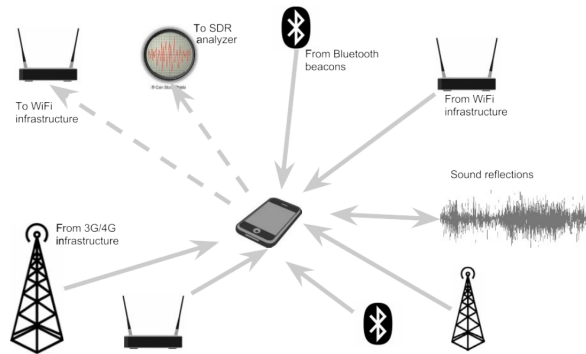 To SDR
analyzer
From Bluetooth
beacons
To WiFi
infrastructure
From WiFi
infrastructure
Sound reflections
From 3G/4G
infrastructure